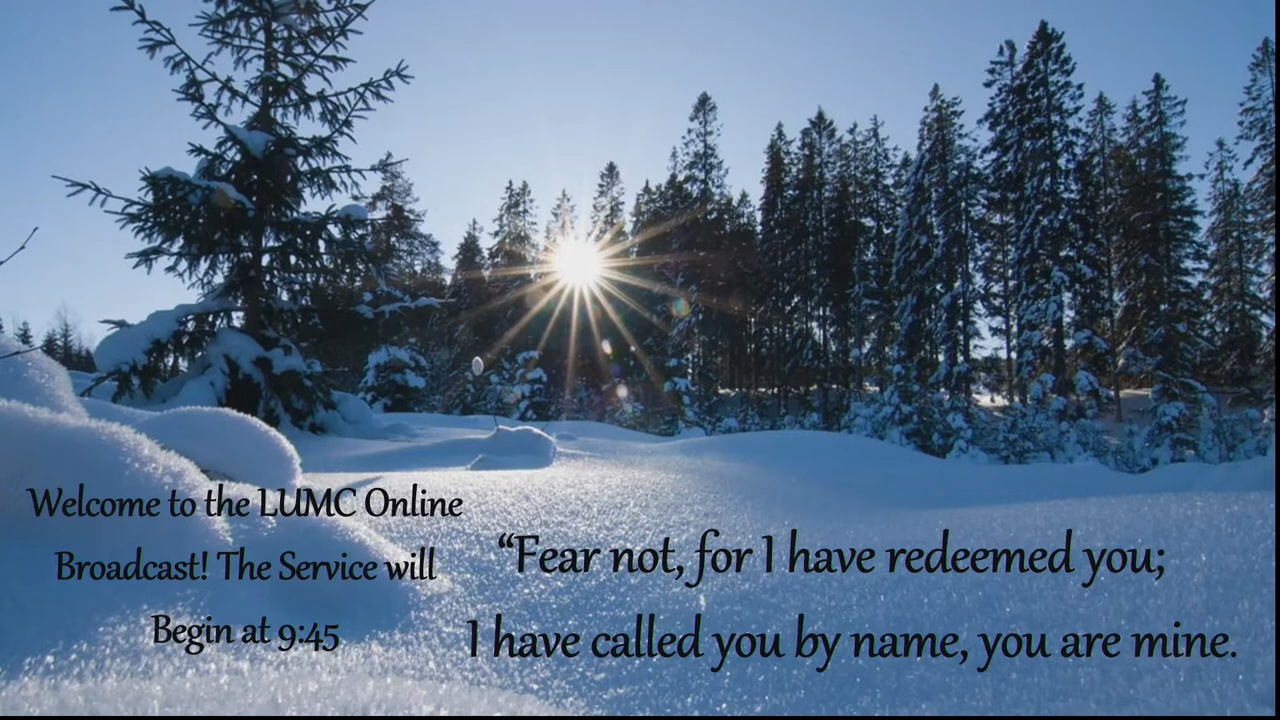 Welcome to the LUMC Online
Broadcast! The Service will
Begin at 9:45
“Fear not, for I have redeemed you;
I have called you by name, you are mine.